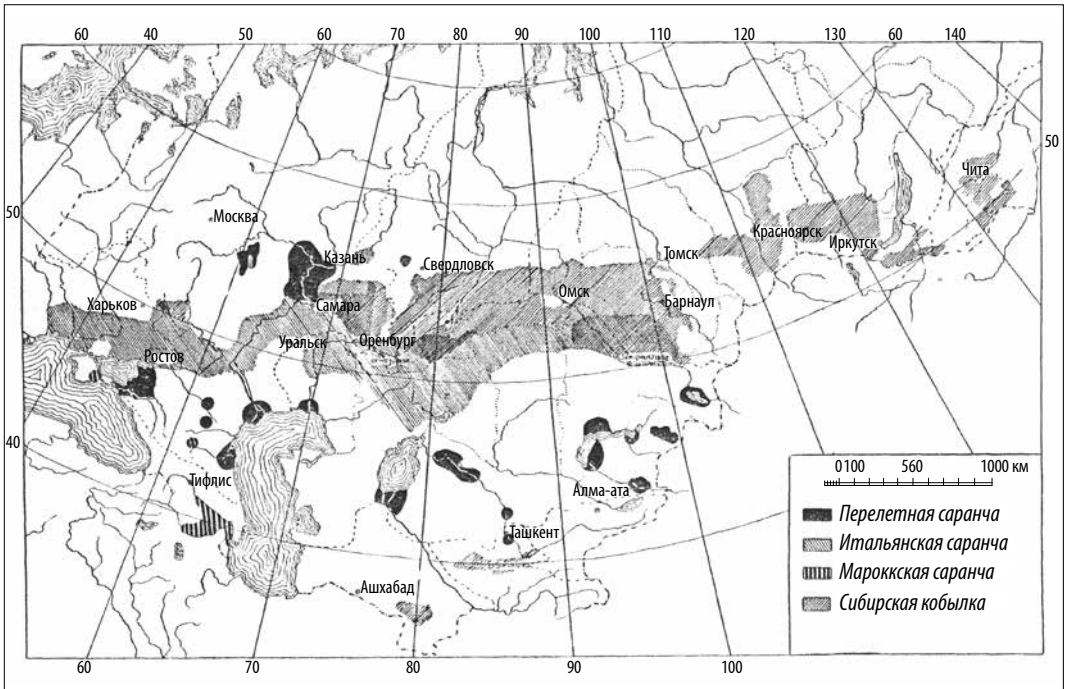 60 40 50 60 70 80 90 100 110 120 130 60 140
50
Чита
50
Москва
Красноярск
Иркутск
Казань
Свердловск
Томск
Харьков
Самара
Омск
Барнаул
Уральск
Оренбург
Ростов
40
0 100 560 1000 км
Тифлис
Алма-ата
Перелетная саранча
Ташкент
Итальянская саранча
Мароккская саранча
Ашхабад
Сибирская кобылка
60 70 80 90 100